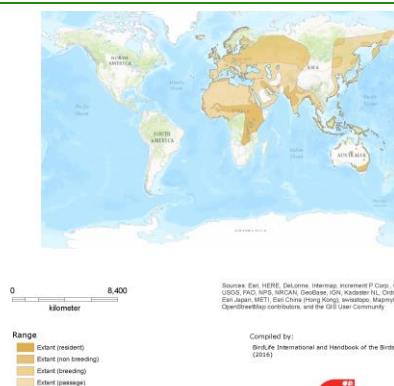 NORTH
AMERICA
ASIA
SOUTH
AMERICA
AUSTRALIA
0 8,400
kilometer
Sources: Esri, HERE, DeLorme, Intermap, increment P Corp.,
USGS, FAO, NPS, NRCAN, GeoBase, IGN, Kadaster NL, Ord
Esri Japan, METI, Esri China (Hong Kong), swisstopo, Mapmy
OpenStreetMap contributors, and the GIS User Community
Range
Extant (resident)
Extant (non breeding)
Extant (breeding)
Extant (passage)
Compiled by:
BirdLife International and Handbook of the Birds
(2016)